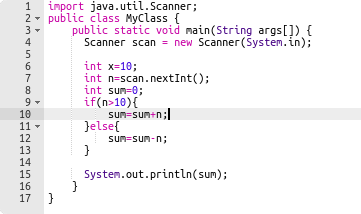 1 import java.util.Scanner;
2 public class MyClass {
3     public static void main(String args[]) {
4       Scanner scan = new Scanner(System.in);
5
6       int x=10;
7       int n=scan.nextInt();
8       int sum=0;
9       if(n>10){
10           sum=sum+n;
11       }else{
12           sum=sum-n;
13       }
14
15       System.out.println(sum);
16     }
17 }